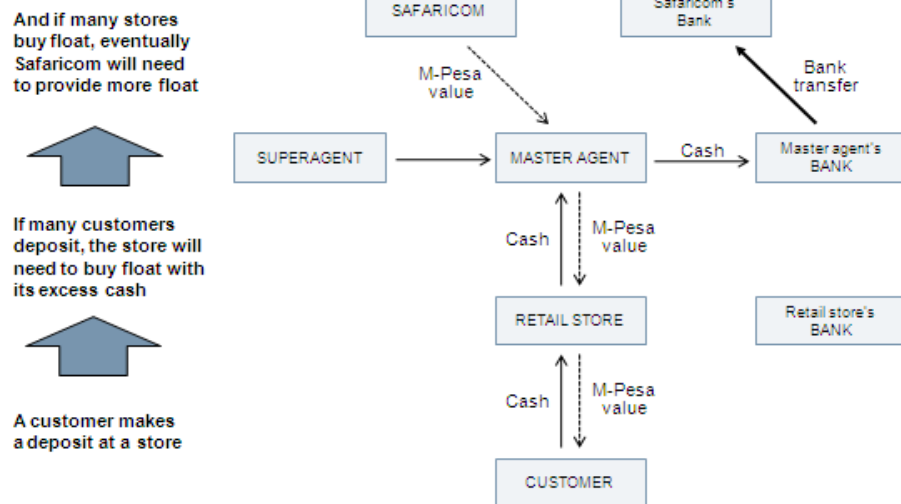 And if many stores
buy float, eventually
Safaricom will need
to provide more float
If many customers
deposit, the store will
need to buy float with
its excess cash
A customer makes
a deposit at a store
SAFARICOM
Safaricom's
Bank
M-Pesa
value
Bank
transfer
SUPERAGENT
MASTER AGENT
Cash
Master agent's
BANK
Cash
M-Pesa
value
RETAIL STORE
Retail store's
BANK
Cash
M-Pesa
value
CUSTOMER